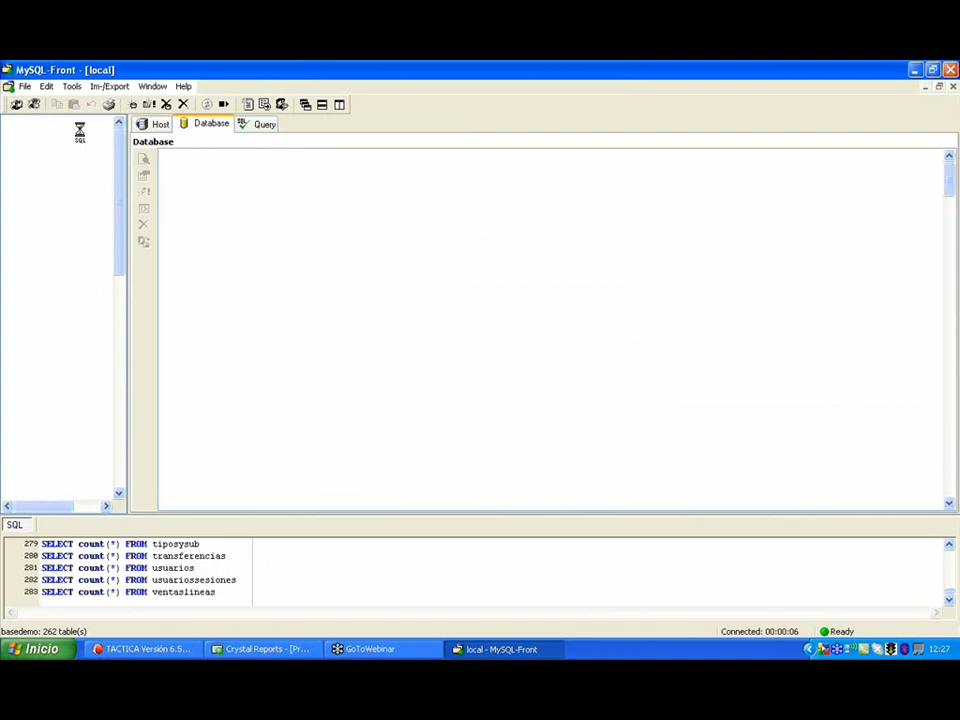 MySQL-Front - [local]
File Edit Tools Im-/Export Window Help
SQL
Host Database Query
Database
SQL
279 SELECT count(*) FROM tiposysub
280 SELECT count(*) FROM transferencias
281 SELECT count(*) FROM usuarios
282 SELECT count(*) FROM usuariossesiones
283 SELECT count(*) FROM ventaslineas
basedemo: 262 table(s) Connected: 00:00:06 Ready
Inicio TACTICA Versión 6.5... Crystal Reports - [Pr... GoToWebinar local - MySQL-Front 12:27